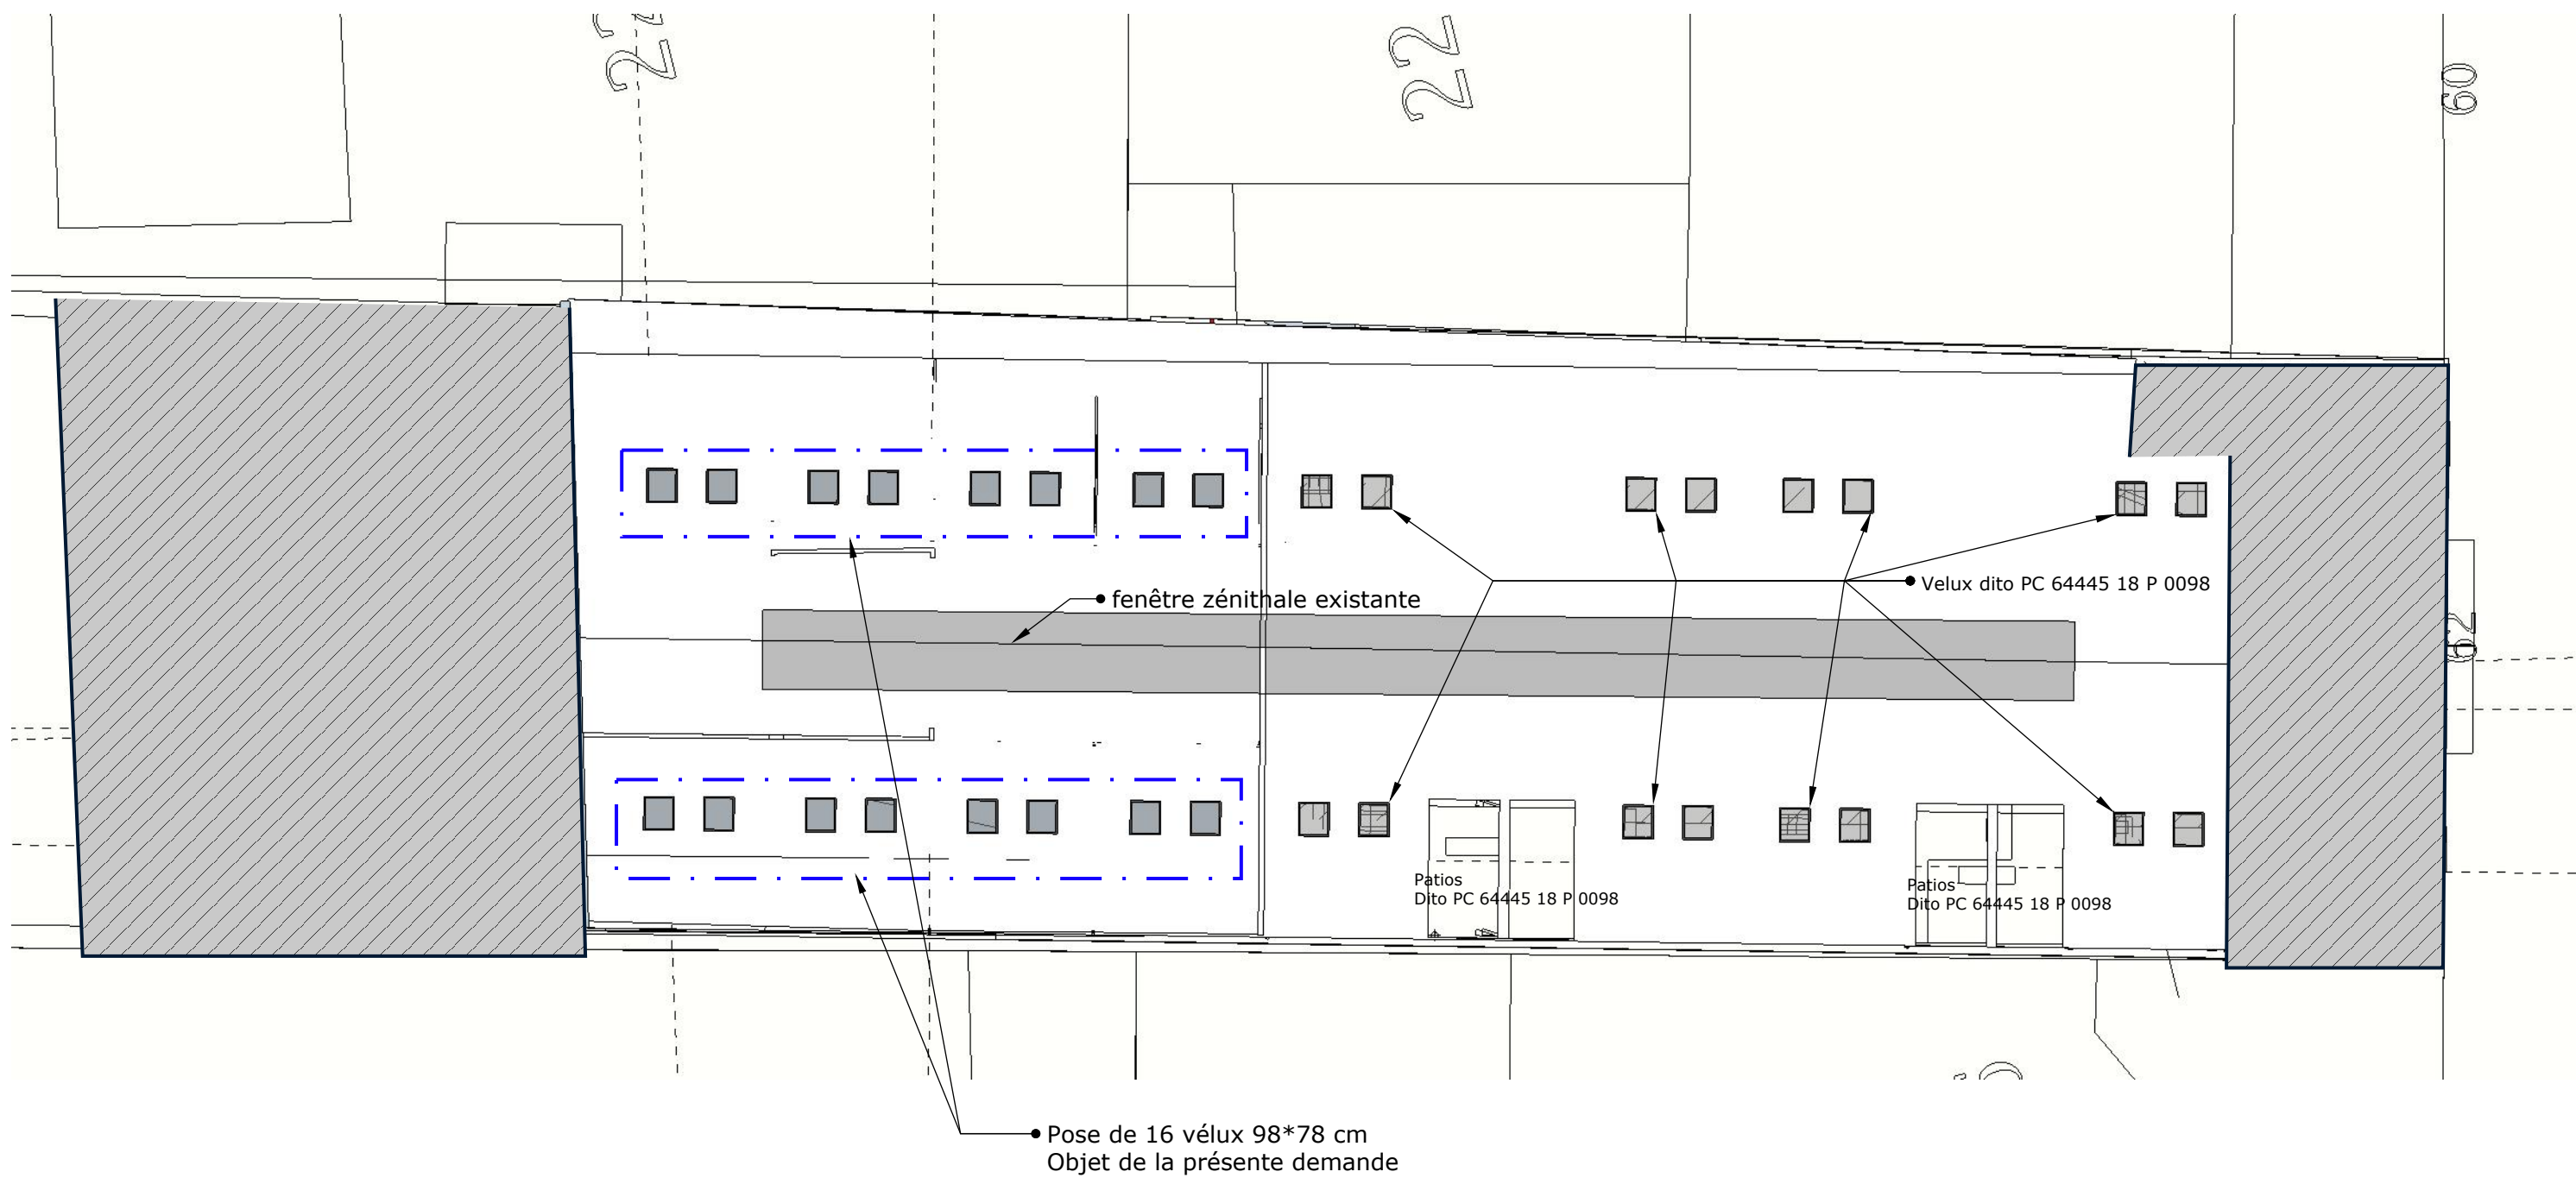 22
60
fenêtre zénithale existante
Velux dito PC 64445 18 P 0098
Patios
Dito PC 64445 18 P 0098
Patios
Dito PC 64445 18 P 0098
Pose de 16 vélux 98*78 cm
Objet de la présente demande